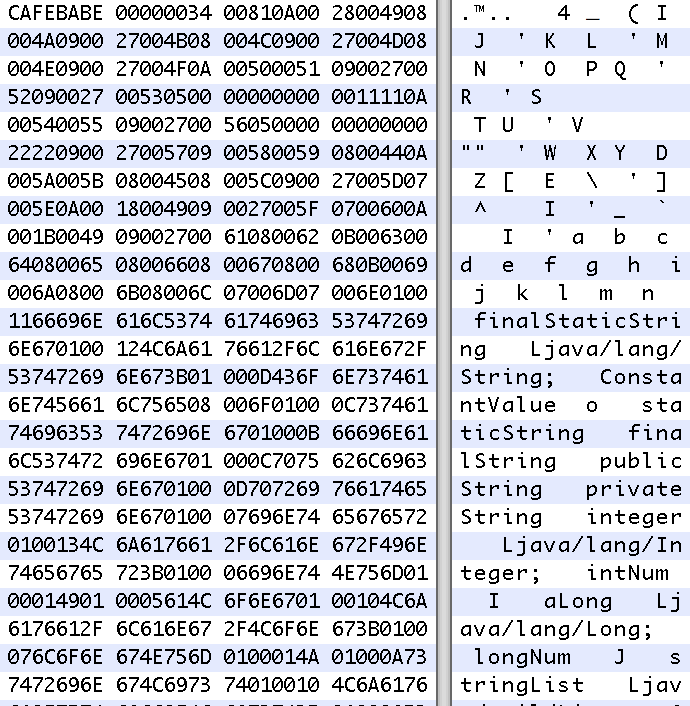 CAFEBABE 00000034 00810A00 28004908 .™.. 4 _ ( I
004A0900 27004B08 004C0900 27004D08 J ' K L ' M
004E0900 27004F0A 00500051 09002700 N ' O P Q '
52090027 00530500 00000000 0011110A R ' S
00540055 09002700 56050000 00000000 T U ' V
22220900 27005709 00580059 0800440A "" ' W X Y D
005A005B 08004508 005C0900 27005D07 Z [ E \ ' ]
005E0A00 18004909 0027005F 0700600A ^ I ' _ `
001B0049 09002700 61080062 0B006300 I ' a b c
64080065 08006608 00670800 680B0069 d e f g h i
006A0800 6B08006C 07006D07 006E0100 j k l m n
1166696E 616C5374 61746963 53747269 finalStaticStri
6E670100 124C6A61 76612F6C 616E672F ng Ljava/lang/
53747269 6E673B01 000D436F 6E737461 String; Consta
6E745661 6C756508 006F0100 0C737461 ntValue o sta
74696353 7472696E 6701000B 66696E61 ticString fina
6C537472 696E6701 000C7075 626C6963 lString public
53747269 6E670100 0D707269 76617465 String private
53747269 6E670100 07696E74 65676572 String integer
0100134C 6A617661 2F6C616E 672F496E Ljava/lang/In
74656765 723B0100 06696E74 4E756D01 teger; intNum
00014901 0005614C 6F6E6701 00104C6A I aLong Lj
6176612F 6C616E67 2F4C6F6E 673B0100 ava/lang/Long;
076C6F6E 674E756D 0100014A 01000A73 longNum J s
7472696E 674C6973 74010010 4C6A6176 tringList Ljav